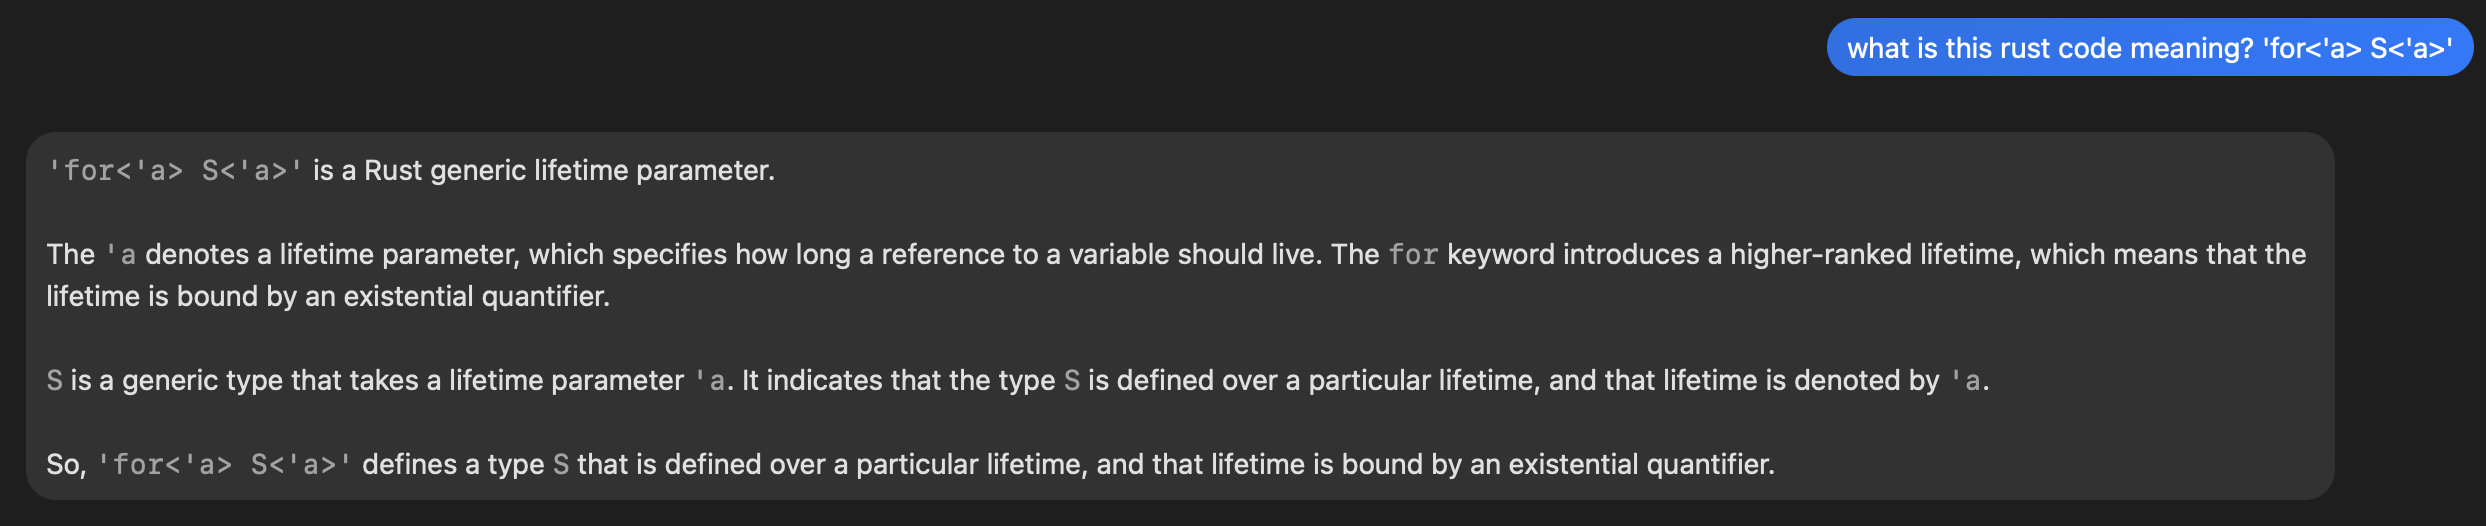 what is this rust code meaning? 'for<'a> S<'a>'
'for<'a> S<'a>' is a Rust generic lifetime parameter.
The 'a denotes a lifetime parameter, which specifies how long a reference to a variable should live. The for keyword introduces a higher-ranked lifetime, which means that the
lifetime is bound by an existential quantifier.
S is a generic type that takes a lifetime parameter 'a. It indicates that the type S is defined over a particular lifetime, and that lifetime is denoted by 'a.
So, 'for<'a> S<'a>' defines a type S that is defined over a particular lifetime, and that lifetime is bound by an existential quantifier.